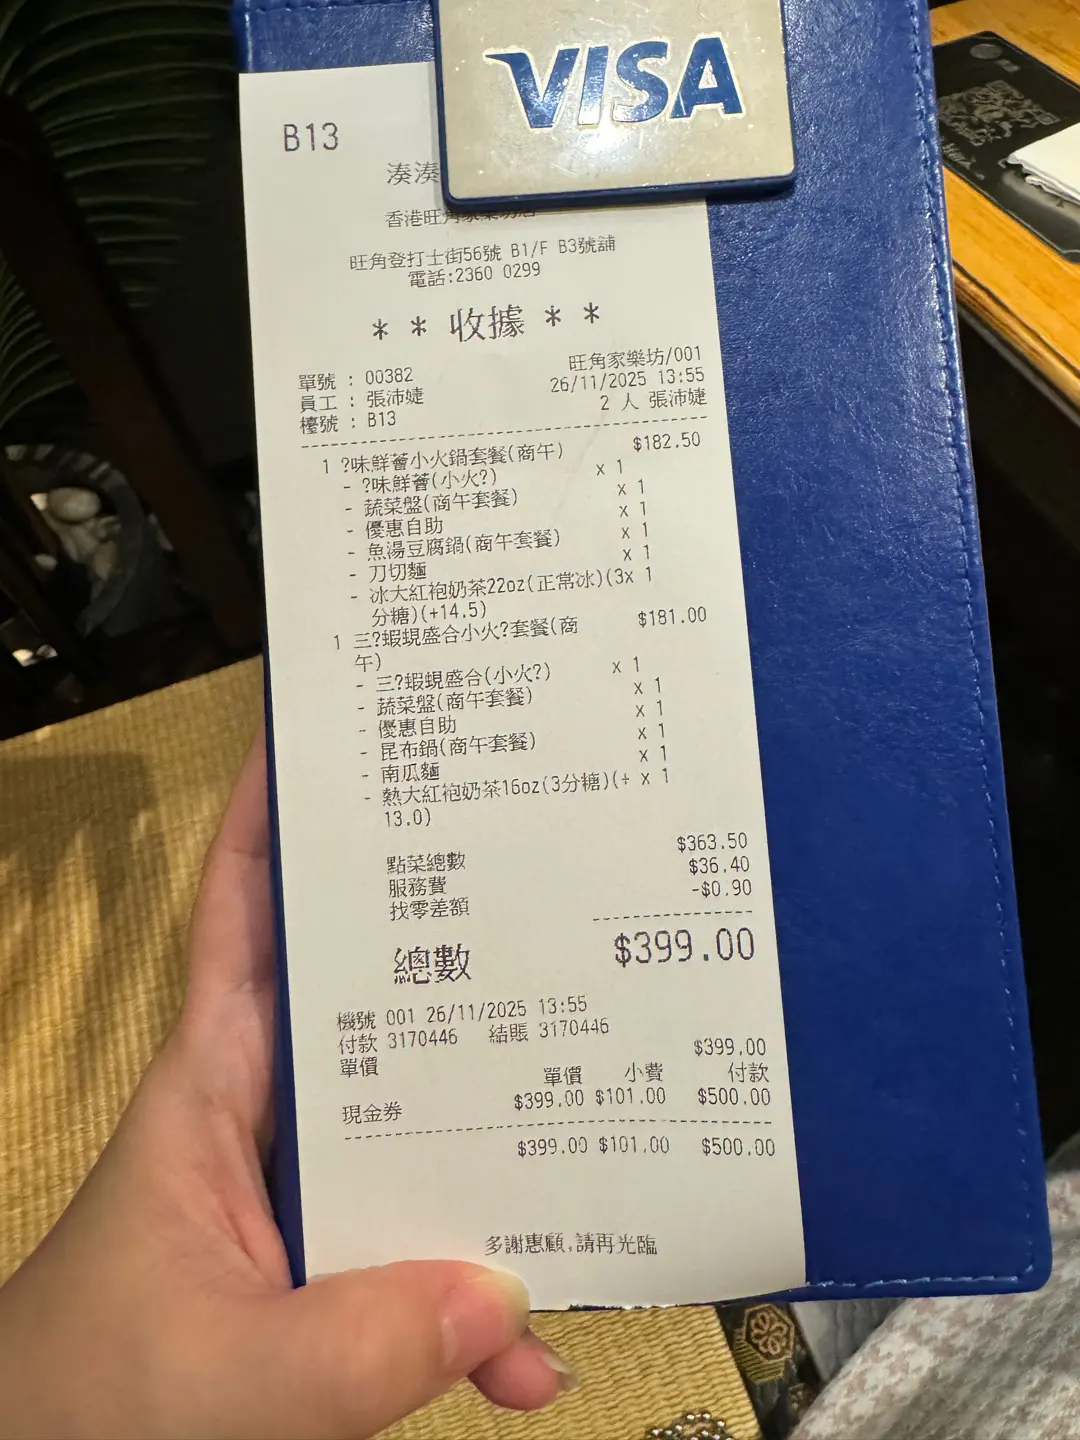 VISA
B13
湊湊
香港旺角家樂坊店
旺角登打士街56號 B1/F B3號舖
電話:2360 0299
* * 收據 * *
單號 : 00382
旺角家樂坊/001
員工 : 張沛婕
26/11/2025 13:55
檯號 : B13
2 人 張沛婕
1 ?味鮮薈小火鍋套餐(商午) $182.50
- ?味鮮薈(小火?) x 1
- 蔬菜盤(商午套餐) x 1
- 優惠自助 x 1
- 魚湯豆腐鍋(商午套餐) x 1
- 刀切麵 x 1
- 冰大紅袍奶茶22oz(正常冰)(3x 1
分糖)(+14.5)
1 三?蝦蜆盛合小火?套餐(商 $181.00
午)
- 三?蝦蜆盛合(小火?) x 1
- 蔬菜盤(商午套餐) x 1
- 優惠自助 x 1
- 昆布鍋(商午套餐) x 1
- 南瓜麵 x 1
- 熱大紅袍奶茶16oz(3分糖)(+ x 1
13.0)
點菜總數 $363.50
服務費 $36.40
找零差額 -$0.90
總數 $399.00
機號 001 26/11/2025 13:55
付款 3170446 結賬 3170446
單價 $399.00
單價 小費 付款
現金券 $399.00 $101.00 $500.00
$399.00 $101.00 $500.00
多謝惠顧,請再光臨